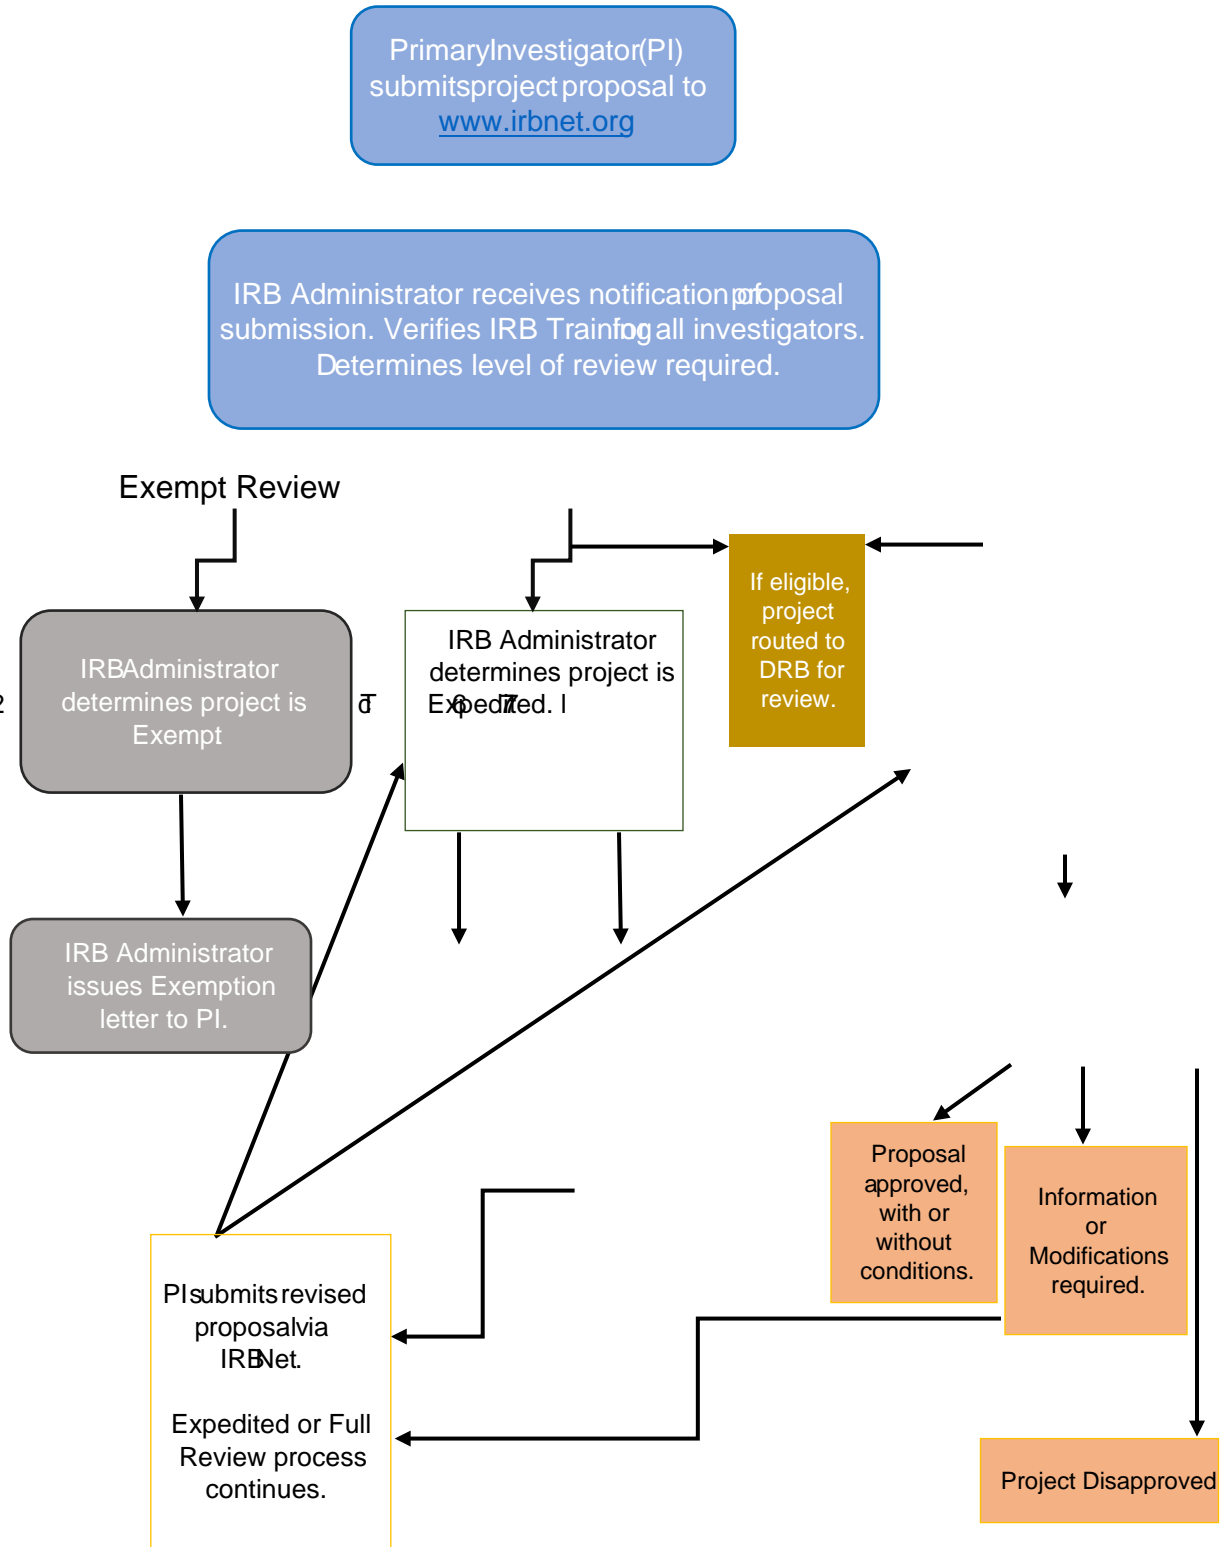 PrimaryInvestigator(PI)
submitsproject proposal to
www.irbnet.org
IRB Administrator receives notification of proposal
submission. Verifies IRB Training for all investigators.
Determines level of review required.
Exempt Review
If eligible,
project
routed to
DRB for
review.
IRBAdministrator
determines project is
Exempt.
IRB Administrator
determines project is
Expedited. I
IRB Administrator
issues Exemption
letter to PI.
Proposal
approved,
with or
without
conditions.
Information
or
Modifications
required.
PIsubmits revised
proposalvia
IRBNet.
Expedited or Full
Review process
continues.
Project Disapproved